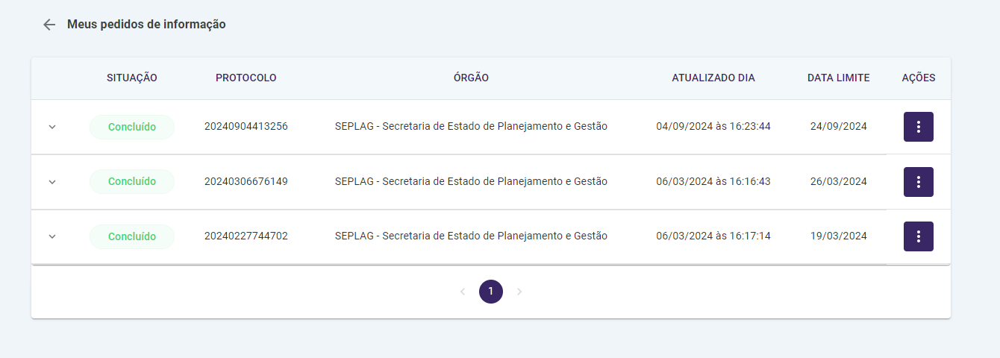 Meus pedidos de informação
SITUAÇÃO PROTOCOLO ÓRGÃO ATUALIZADO DIA DATA LIMITE AÇÕES
Concluído 20240904413256 SEPLAG - Secretaria de Estado de Planejamento e Gestão 04/09/2024 às 16:23:44 24/09/2024
Concluído 20240306676149 SEPLAG - Secretaria de Estado de Planejamento e Gestão 06/03/2024 às 16:16:43 26/03/2024
Concluído 20240227744702 SEPLAG - Secretaria de Estado de Planejamento e Gestão 06/03/2024 às 16:17:14 19/03/2024
1